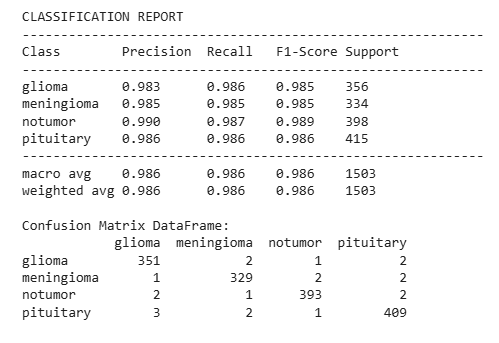 CLASSIFICATION REPORT
------------------------------------------------------------
Class Precision Recall F1-Score Support
------------------------------------------------------------
glioma 0.983 0.986 0.985 356
meningioma 0.985 0.985 0.985 334
notumor 0.990 0.987 0.989 398
pituitary 0.986 0.986 0.986 415
------------------------------------------------------------
macro avg 0.986 0.986 0.986 1503
weighted avg 0.986 0.986 0.986 1503
Confusion Matrix DataFrame:
glioma meningioma notumor pituitary
glioma 351 2 1 2
meningioma 1 329 2 2
notumor 2 1 393 2
pituitary 3 2 1 409